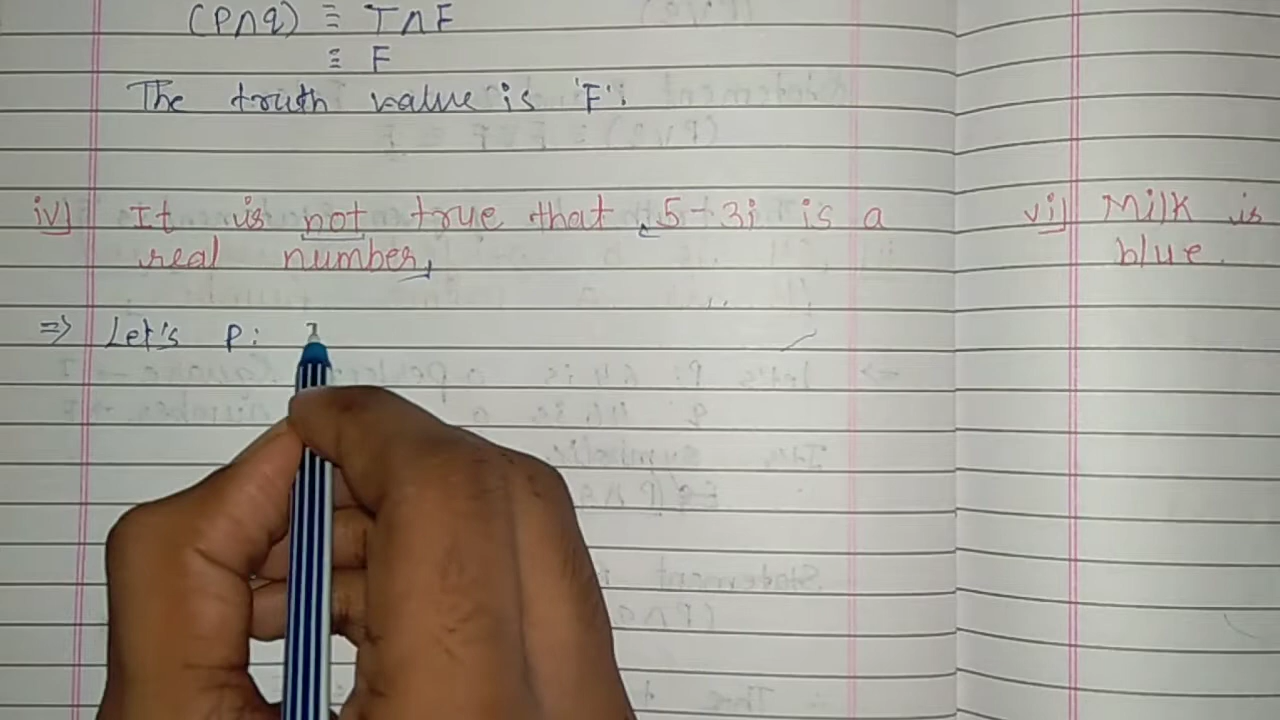 (P∧q) ≡ T∧F
≡ F
The truth value is 'F'.
iv) It is not true that 5-3i is a
real number,
=> Let's p:
vi) Milk is
blue.